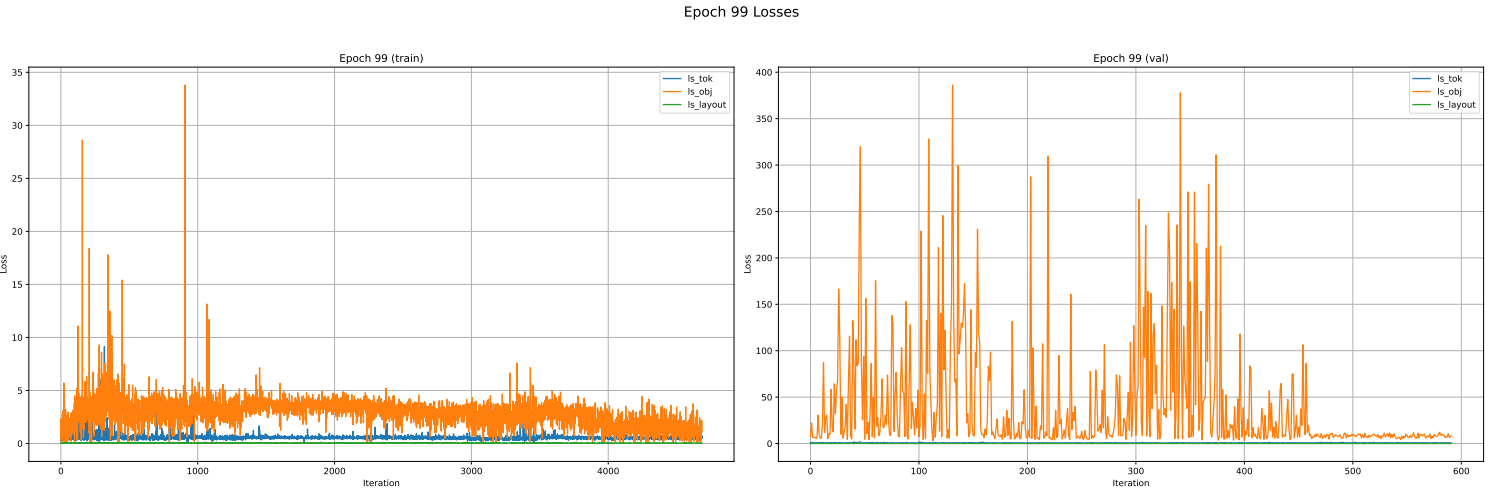 Epoch 99 Losses
Epoch 99 (train)
35
30
25
20
15
10
5
0
Loss
0
1000
2000
3000
4000
Iteration
ls_tok
ls_obj
ls_layout
Epoch 99 (val)
400
350
300
250
200
150
100
50
0
Loss
0
100
200
300
400
500
600
Iteration
ls_tok
ls_obj
ls_layout